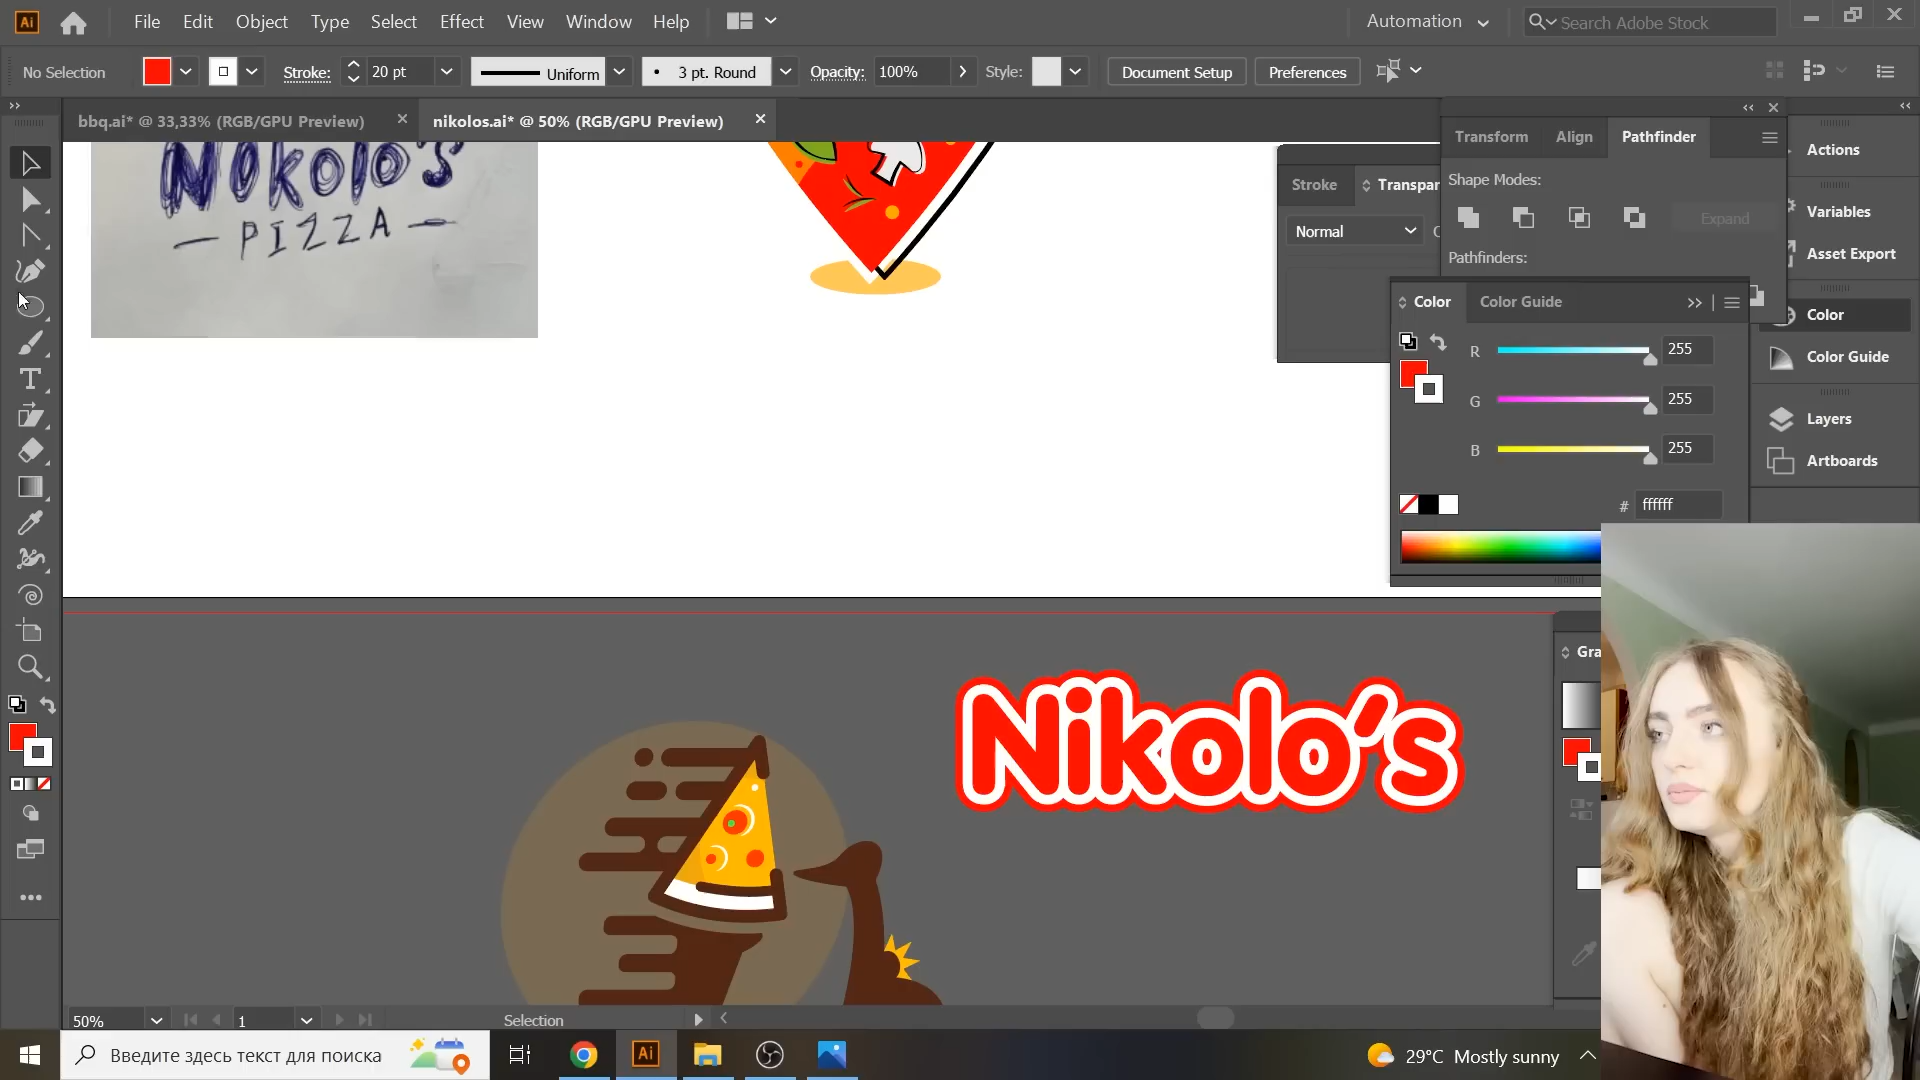 File Edit Object Type Select Effect View Window Help
Automation
Search Adobe Stock
No Selection
Stroke:
20 pt
Uniform
3 pt. Round
Opacity:
100%
Style:
Document Setup
Preferences
bbq.ai* @ 33,33% (RGB/GPU Preview)
nikolos.ai* @ 50% (RGB/GPU Preview)
Transform Align Pathfinder
Actions
Shape Modes:
Stroke
Transpar
Expand
Variables
Normal
Asset Export
Pathfinders:
Color
Color Guide
Color
R
255
Color Guide
G
255
Layers
B
255
Artboards
#
ffffff
Nikolo's
PIZZA
Gra
Nikolo's
50%
1
Selection
Введите здесь текст для поиска
29°C Mostly sunny